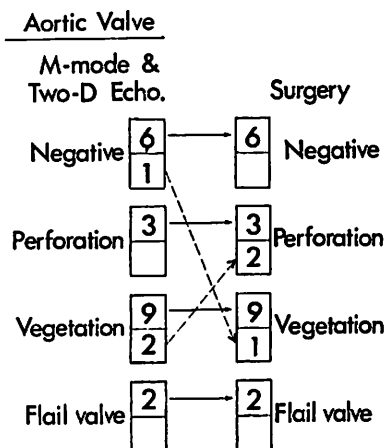 Aortic Valve
M-mode &
Two-D Echo.
Surgery
Negative 6 6 Negative
1
Perforation 3 3 Perforation
2
Vegetation 9 9 Vegetation
2 1
Flail valve 2 2 Flail valve